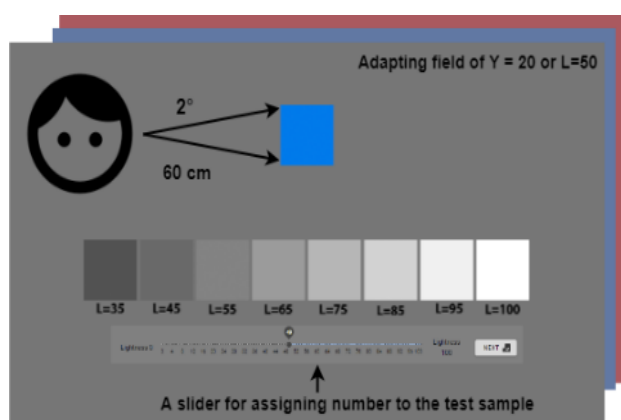 Adapting field of Y = 20 or L=50
2°
60 cm
L=35 L=45 L=55 L=65 L=75 L=85 L=95 L=100
Lightness 0
Lightness
100
NEXT
A slider for assigning number to the test sample